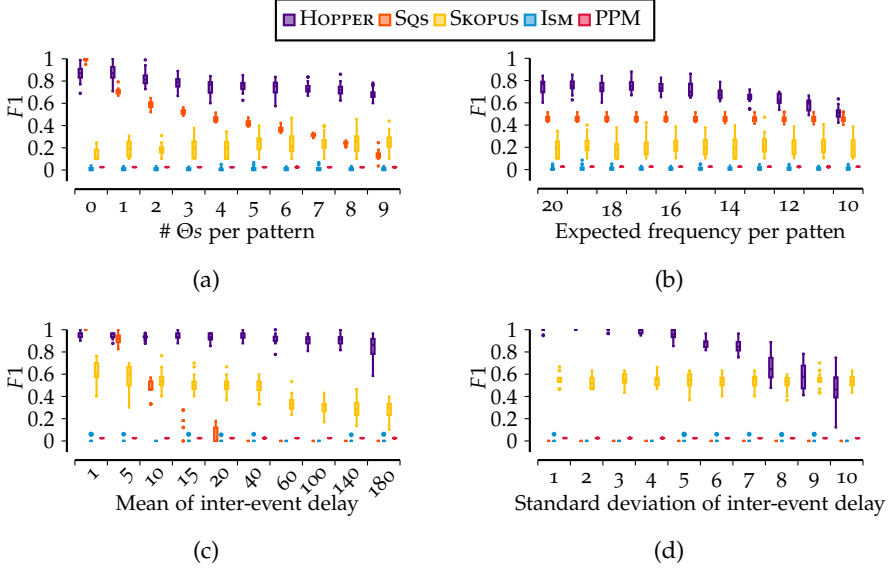 HOPPER SQS SKOPUS ISM PPM
F1
1
0.8
0.6
0.4
0.2
0
0 1 2 3 4 5 6 7 8 9
# Θs per pattern
(a)
F1
1
0.8
0.6
0.4
0.2
0
20 18 16 14 12 10
Expected frequency per patten
(b)
F1
1
0.8
0.6
0.4
0.2
0
1 5 10 15 20 40 60 100 140 180
Mean of inter-event delay
(c)
F1
1
0.8
0.6
0.4
0.2
0
1 2 3 4 5 6 7 8 9 10
Standard deviation of inter-event delay
(d)